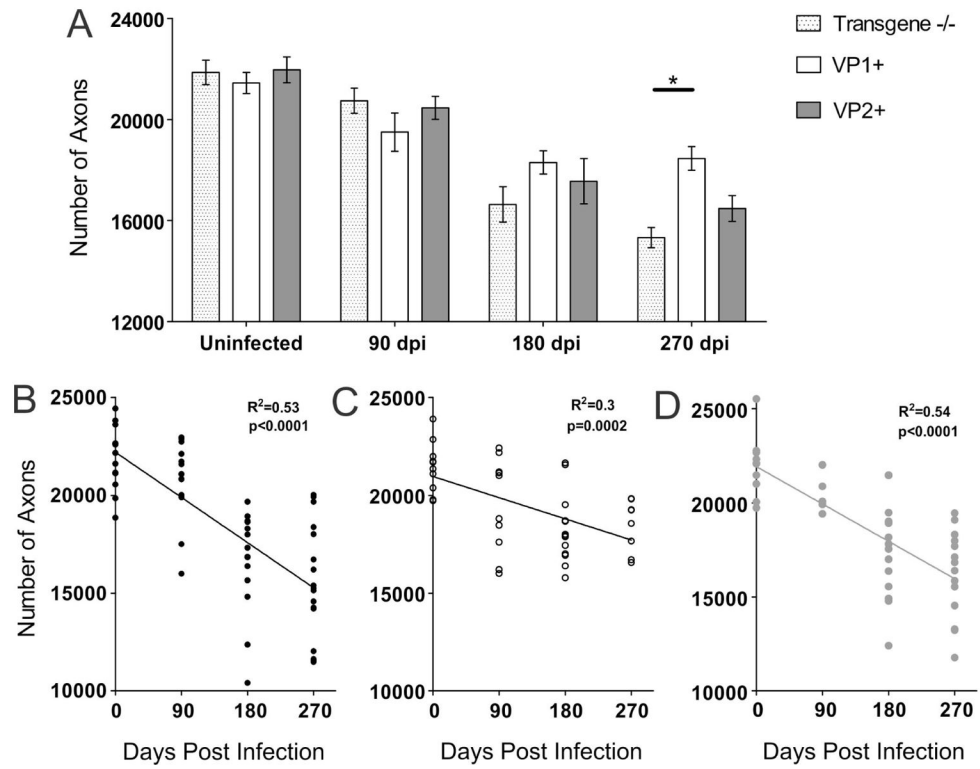 A
Number of Axons
24000
20000
16000
12000
*
Transgene -/-
VP1+
VP2+
Uninfected
90 dpi
180 dpi
270 dpi
B
Number of Axons
25000
20000
15000
10000
R²=0.53
p<0.0001
0
90
180
270
Days Post Infection
C
25000
20000
15000
10000
R²=0.3
p=0.0002
0
90
180
270
Days Post Infection
D
25000
20000
15000
10000
R²=0.54
p<0.0001
0
90
180
270
Days Post Infection